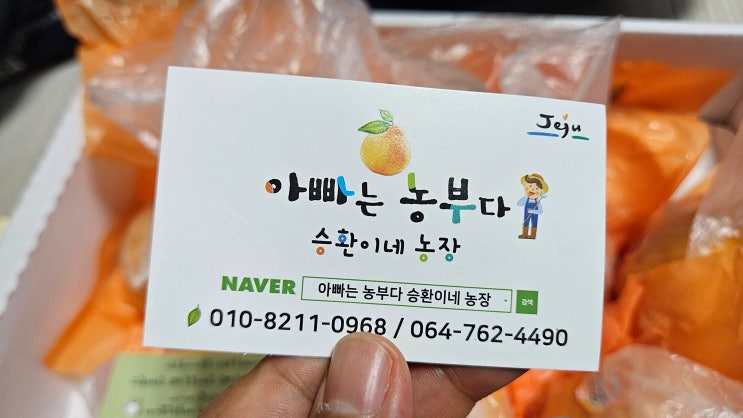 Jeju
아빠는 농부다
승환이네 농장
NAVER 아빠는 농부다 승환이네 농장 검색
010-8211-0968 / 064-762-4490